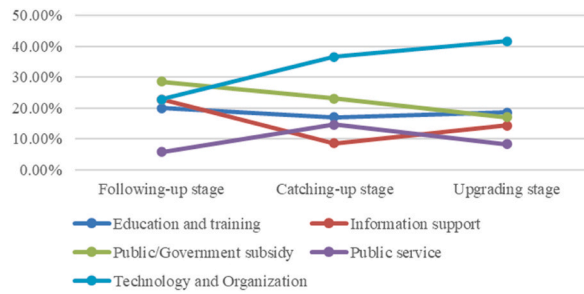 50.00%
40.00%
30.00%
20.00%
10.00%
0.00%
Following-up stage Catching-up stage Upgrading stage
Education and training Information support
Public/Government subsidy Public service
Technology and Organization